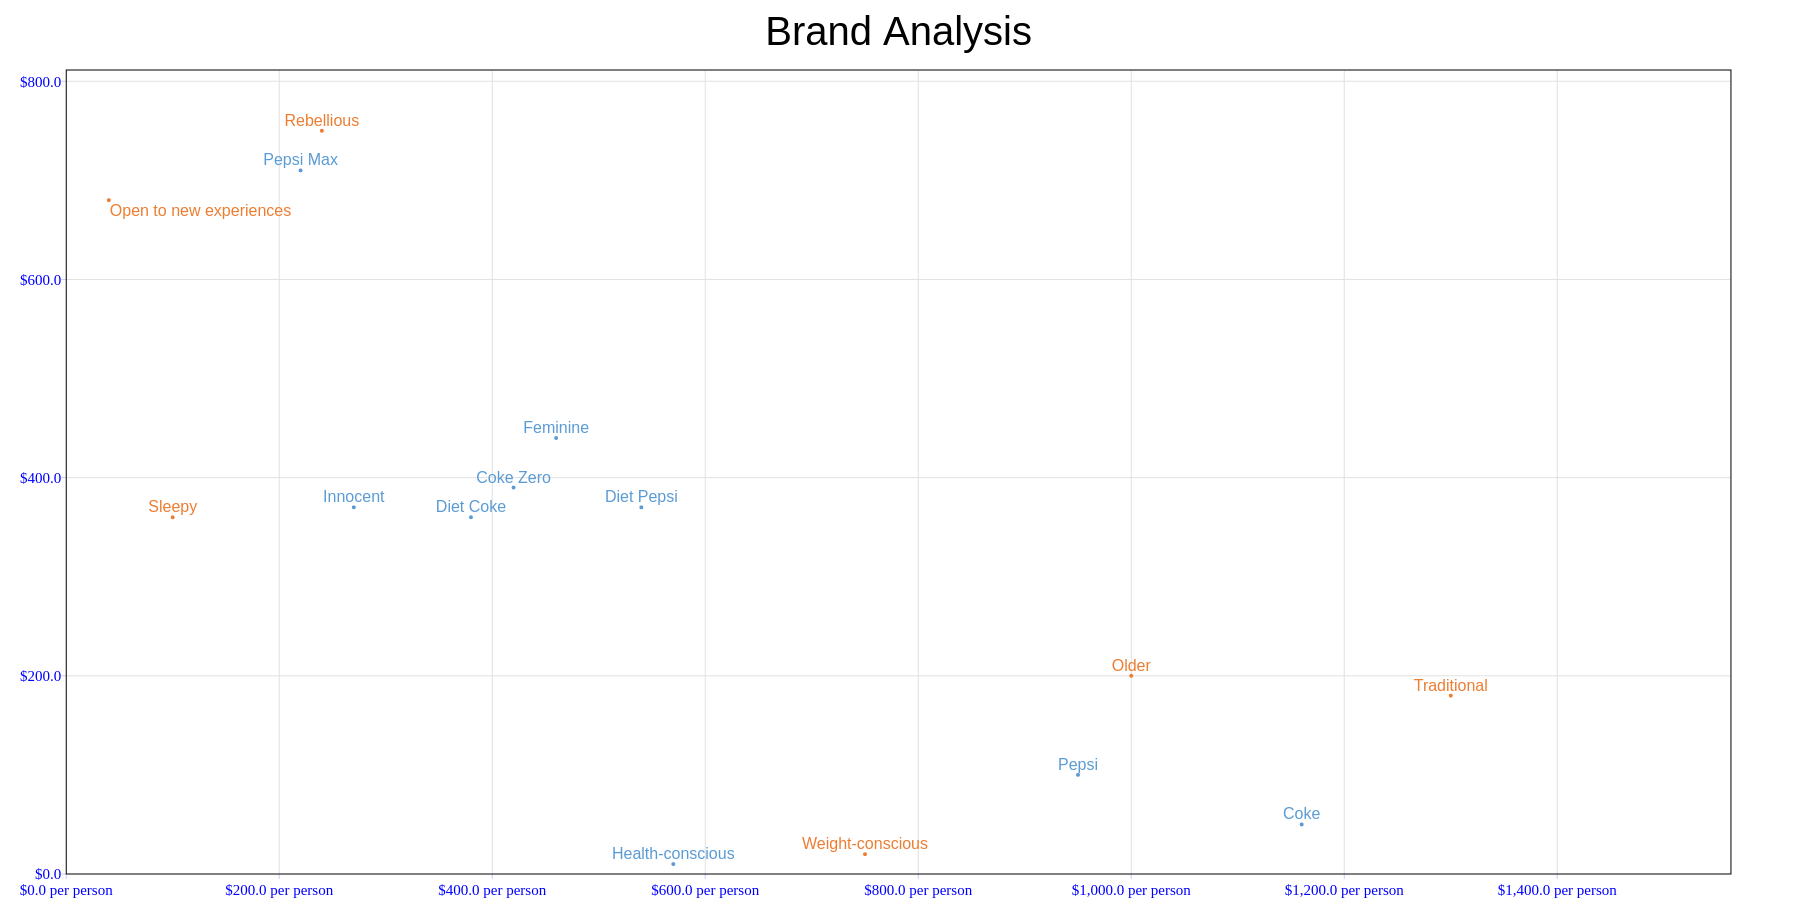 Brand Analysis
$800.0
Rebellious
Pepsi Max
Open to new experiences
$600.0
Feminine
$400.0
Coke Zero
Innocent
Diet Pepsi
Sleepy
Diet Coke
Older
$200.0
Traditional
Pepsi
Coke
Weight-conscious
Health-conscious
$0.0
$0.0 per person
$200.0 per person
$400.0 per person
$600.0 per person
$800.0 per person
$1,000.0 per person
$1,200.0 per person
$1,400.0 per person